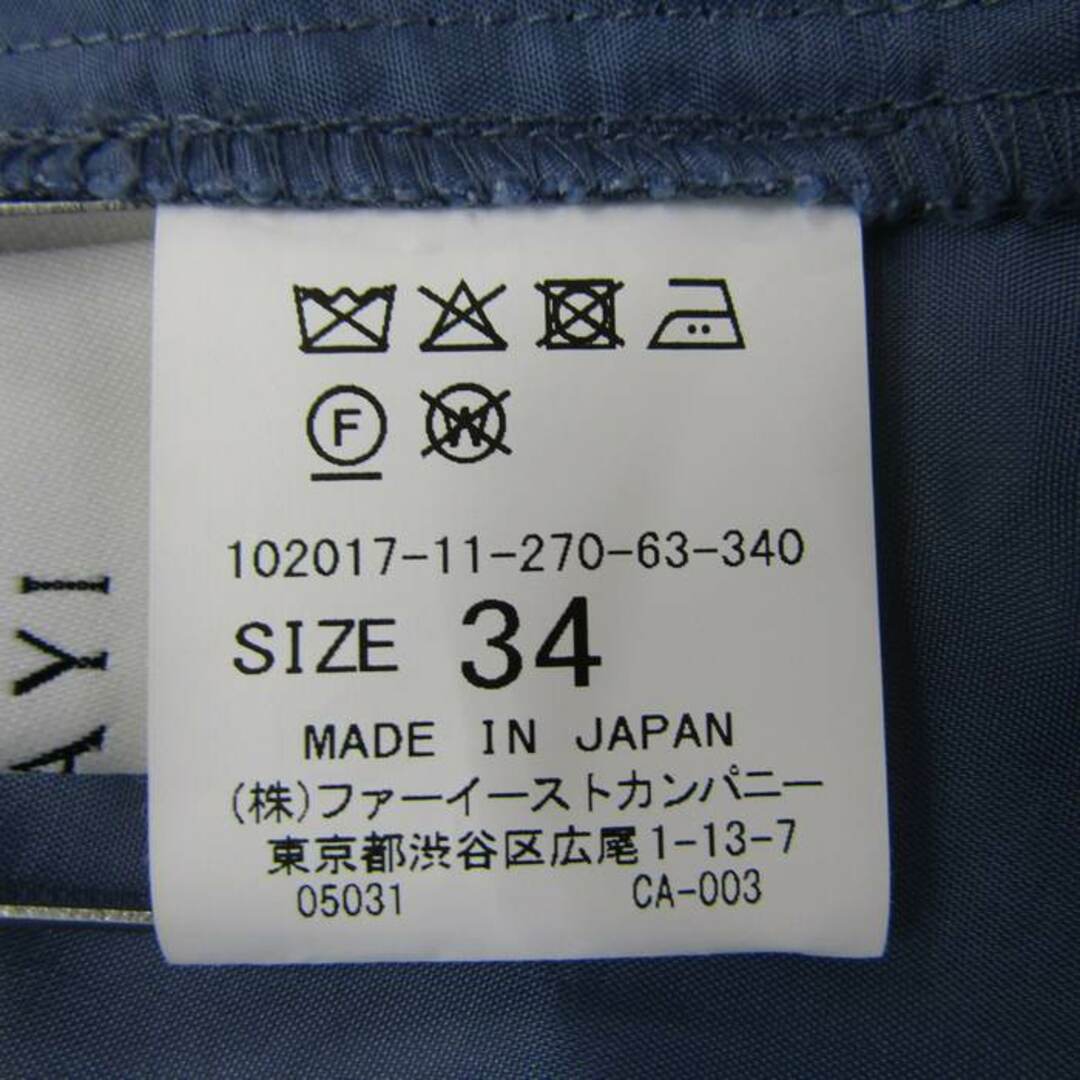 F
W
102017-11-270-63-340
SIZE 34
MADE IN JAPAN
(株)ファーイーストカンパニー
東京都渋谷区広尾1-13-7
05031 CA-003
AYI